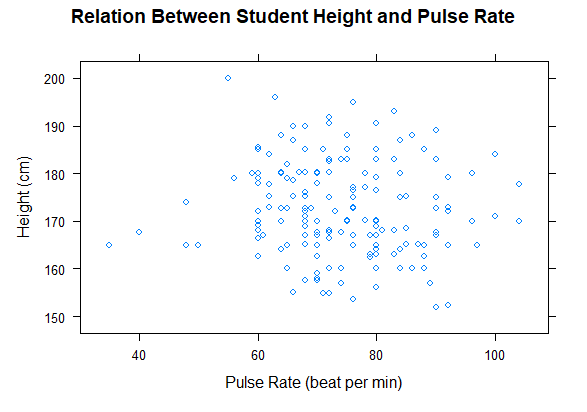 Relation Between Student Height and Pulse Rate
200
190
180
170
160
150
Height (cm)
40 60 80 100
Pulse Rate (beat per min)